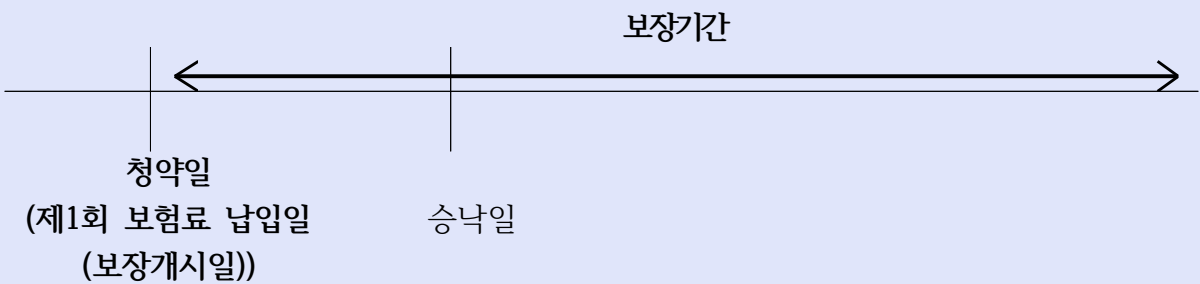 보장기간
청약일
(제1회 보험료 납입일
(보장개시일))
승낙일